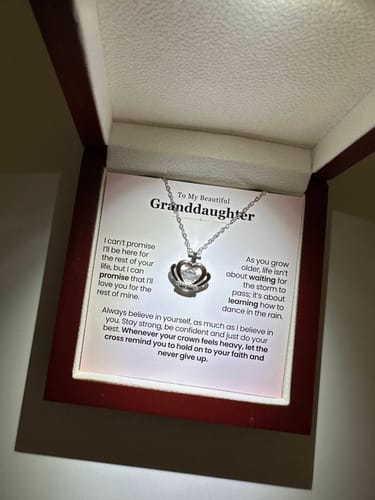 To My Beautiful
Granddaughter
I can't promise
I'll be here for
the rest of your
life, but I can
promise that I'll
love you for the
rest of mine.
As you grow
older, life isn't
about waiting for
the storm to
pass; it's about
learning how to
dance in the rain.
Always believe in yourself, as much as I believe in
you. Stay strong, be confident and just do your
best. Whenever your crown feels heavy, let the
cross remind you to hold on to your faith and
never give up.